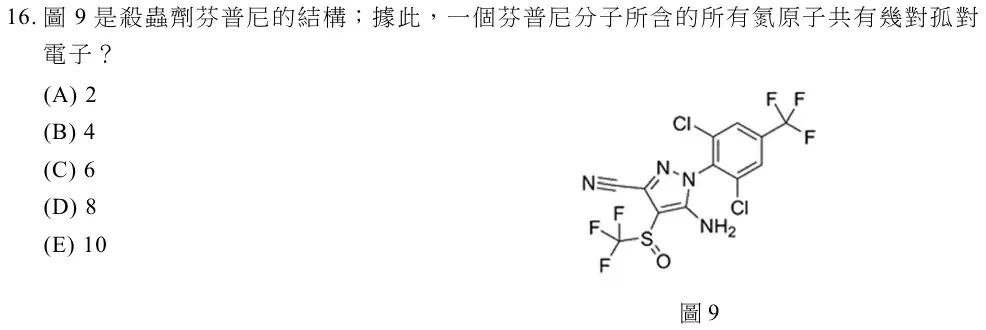 16. 圖 9 是殺蟲劑芬普尼的結構；據此，一個芬普尼分子所含的所有氮原子共有幾對孤對
電子？
(A) 2
(B) 4
(C) 6
(D) 8
(E) 10
F F
Cl F
N
N N
Cl
F
F NH₂
S
F O
圖 9